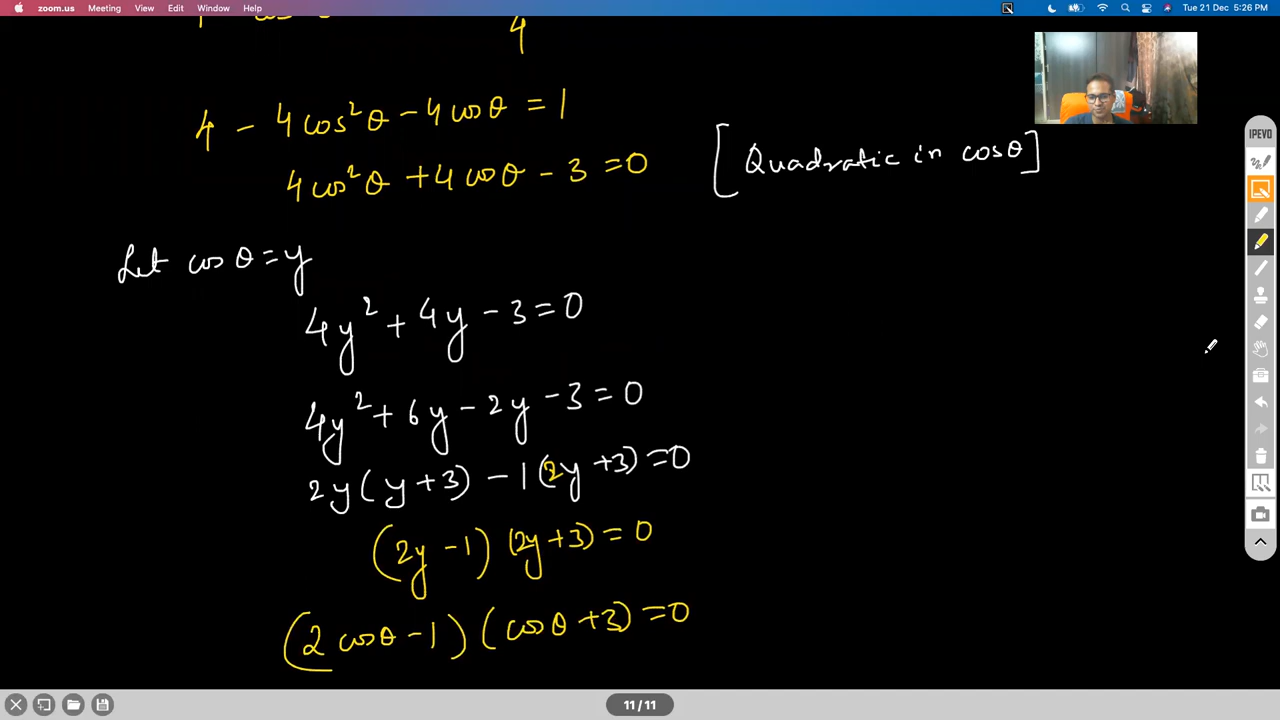 zoom.us Meeting View Edit Window Help Tue 21 Dec 5:26 PM
4
4 - 4 cos²θ - 4 cosθ = 1
4 cos²θ + 4 cosθ - 3 = 0 [Quadratic in cosθ]
IPEVO
Let cos θ = y
4y² + 4y - 3 = 0
4y² + 6y - 2y - 3 = 0
2y(y + 3) - 1(2y + 3) = 0
(2y - 1) (2y + 3) = 0
(2 cosθ - 1) (cosθ + 3) = 0
11 / 11